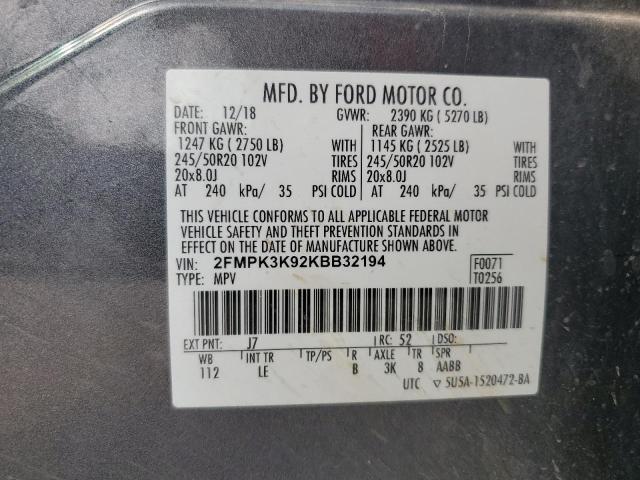 MFD. BY FORD MOTOR CO.
DATE: 12/18 GVWR: 2390 KG ( 5270 LB)
FRONT GAWR: REAR GAWR:
1247 KG ( 2750 LB) WITH 1145 KG ( 2525 LB) WITH
245/50R20 102V TIRES 245/50R20 102V TIRES
20x8.0J RIMS 20x8.0J RIMS
AT 240 kPa/ 35 PSI COLD AT 240 kPa/ 35 PSI COLD
THIS VEHICLE CONFORMS TO ALL APPLICABLE FEDERAL MOTOR
VEHICLE SAFETY AND THEFT PREVENTION STANDARDS IN
EFFECT ON THE DATE OF MANUFACTURE SHOWN ABOVE.
VIN: 2FMPK3K92KBB32194 F0071
TYPE: MPV T0256
EXT PNT: J7 RC: 52 DSO:
WB INT TR TP/PS R AXLE TR SPR
112 LE B 3K 8 AABB
UTC ▽ 5U5A-1520472-BA